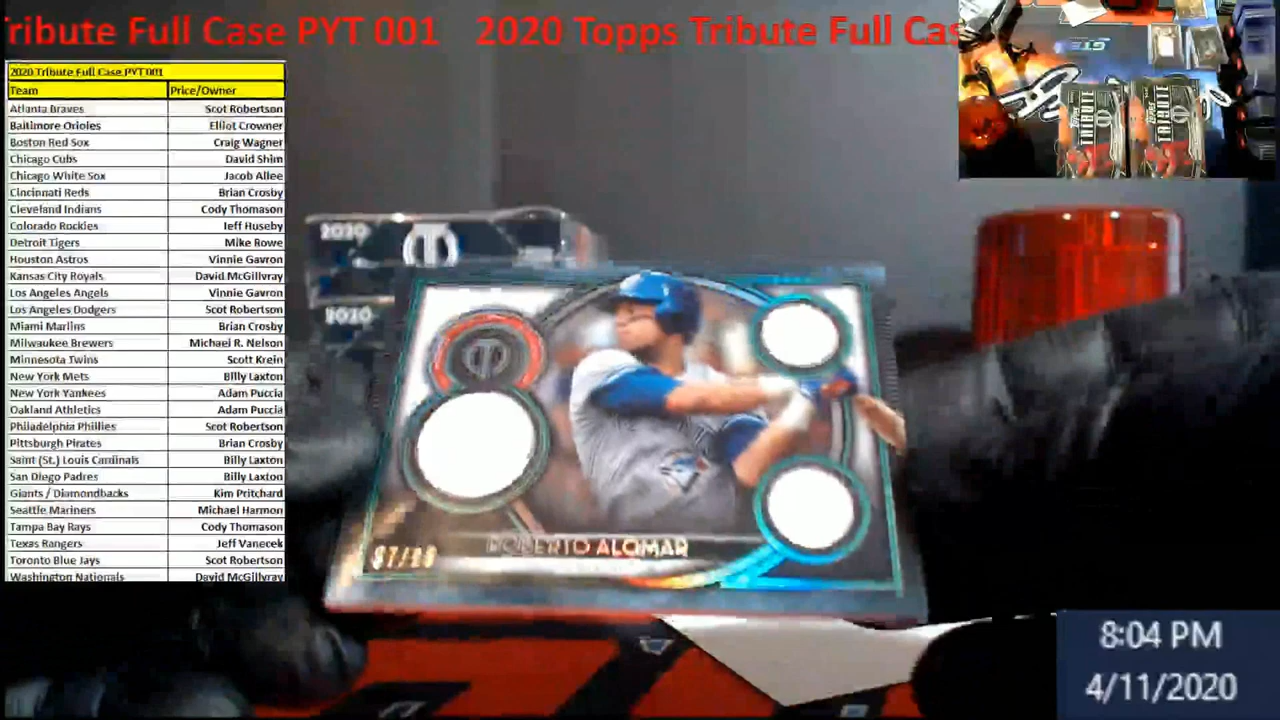 ribute Full Case PYT 001 2020 Topps Tribute Full Cas
2020 Tribute Full Case PYT 001
Team Price/Owner
Atlanta Braves Scot Robertson
Baltimore Orioles Elliot Crowner
Boston Red Sox Craig Wagner
Chicago Cubs David Shim
Chicago White Sox Jacob Allee
Cincinnati Reds Brian Crosby
Cleveland Indians Cody Thomason
Colorado Rockies Jeff Huseby
Detroit Tigers Mike Rowe
Houston Astros Vinnie Gavron
Kansas City Royals David McGillvray
Los Angeles Angels Vinnie Gavron
Los Angeles Dodgers Scot Robertson
Miami Marlins Brian Crosby
Milwaukee Brewers Michael R. Nelson
Minnesota Twins Scott Krein
New York Mets Billy Laxton
New York Yankees Adam Puccia
Oakland Athletics Adam Puccia
Philadelphia Phillies Scot Robertson
Pittsburgh Pirates Brian Crosby
Saint (St.) Louis Cardinals Billy Laxton
San Diego Padres Billy Laxton
Giants / Diamondbacks Kim Pritchard
Seattle Mariners Michael Harmon
Tampa Bay Rays Cody Thomason
Texas Rangers Jeff Vanecek
Toronto Blue Jays Scot Robertson
Washington Nationals David McGillvray
TRIBUTE
TRIBUTE
2020
2020
ROBERTO ALOMAR
8:04 PM
4/11/2020